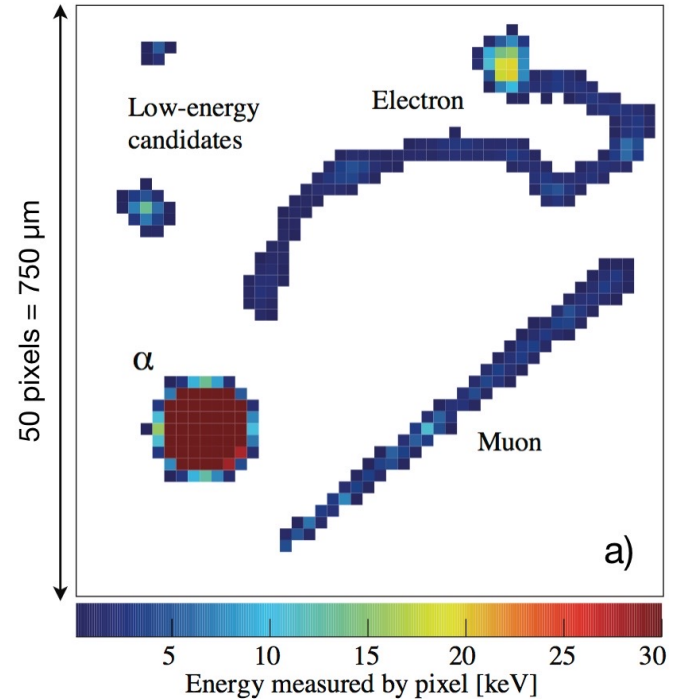 Low-energy
candidates
Electron
50 pixels = 750 μm
α
Muon
a)
5 10 15 20 25 30
Energy measured by pixel [keV]